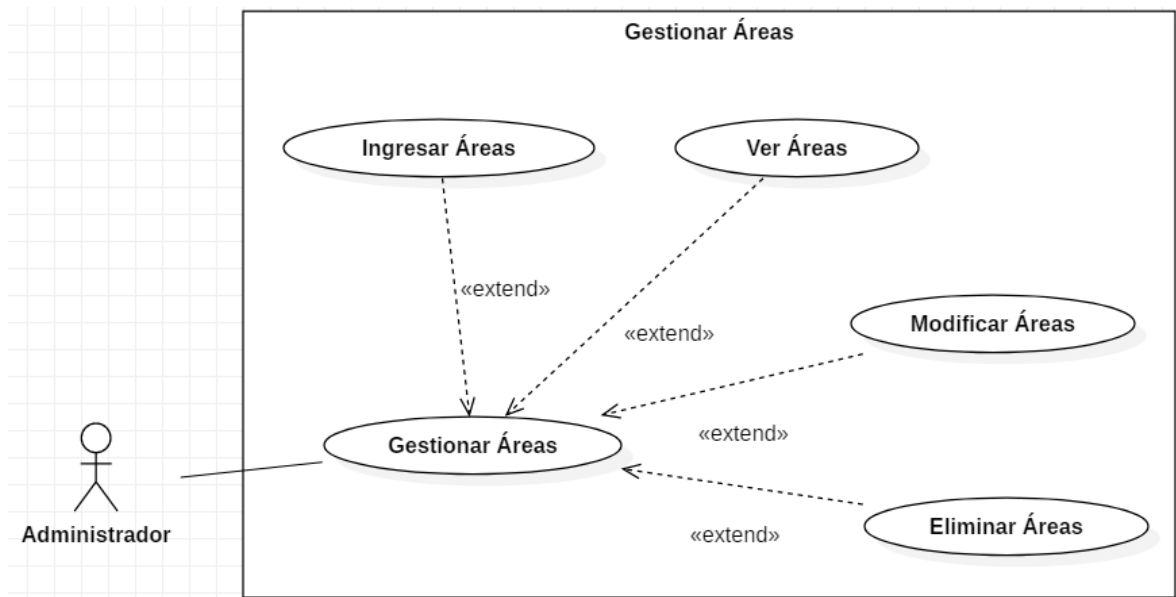 Gestionar Áreas
Ingresar Áreas
Ver Áreas
«extend»
«extend»
Modificar Áreas
«extend»
Gestionar Áreas
Administrador
«extend»
Eliminar Áreas